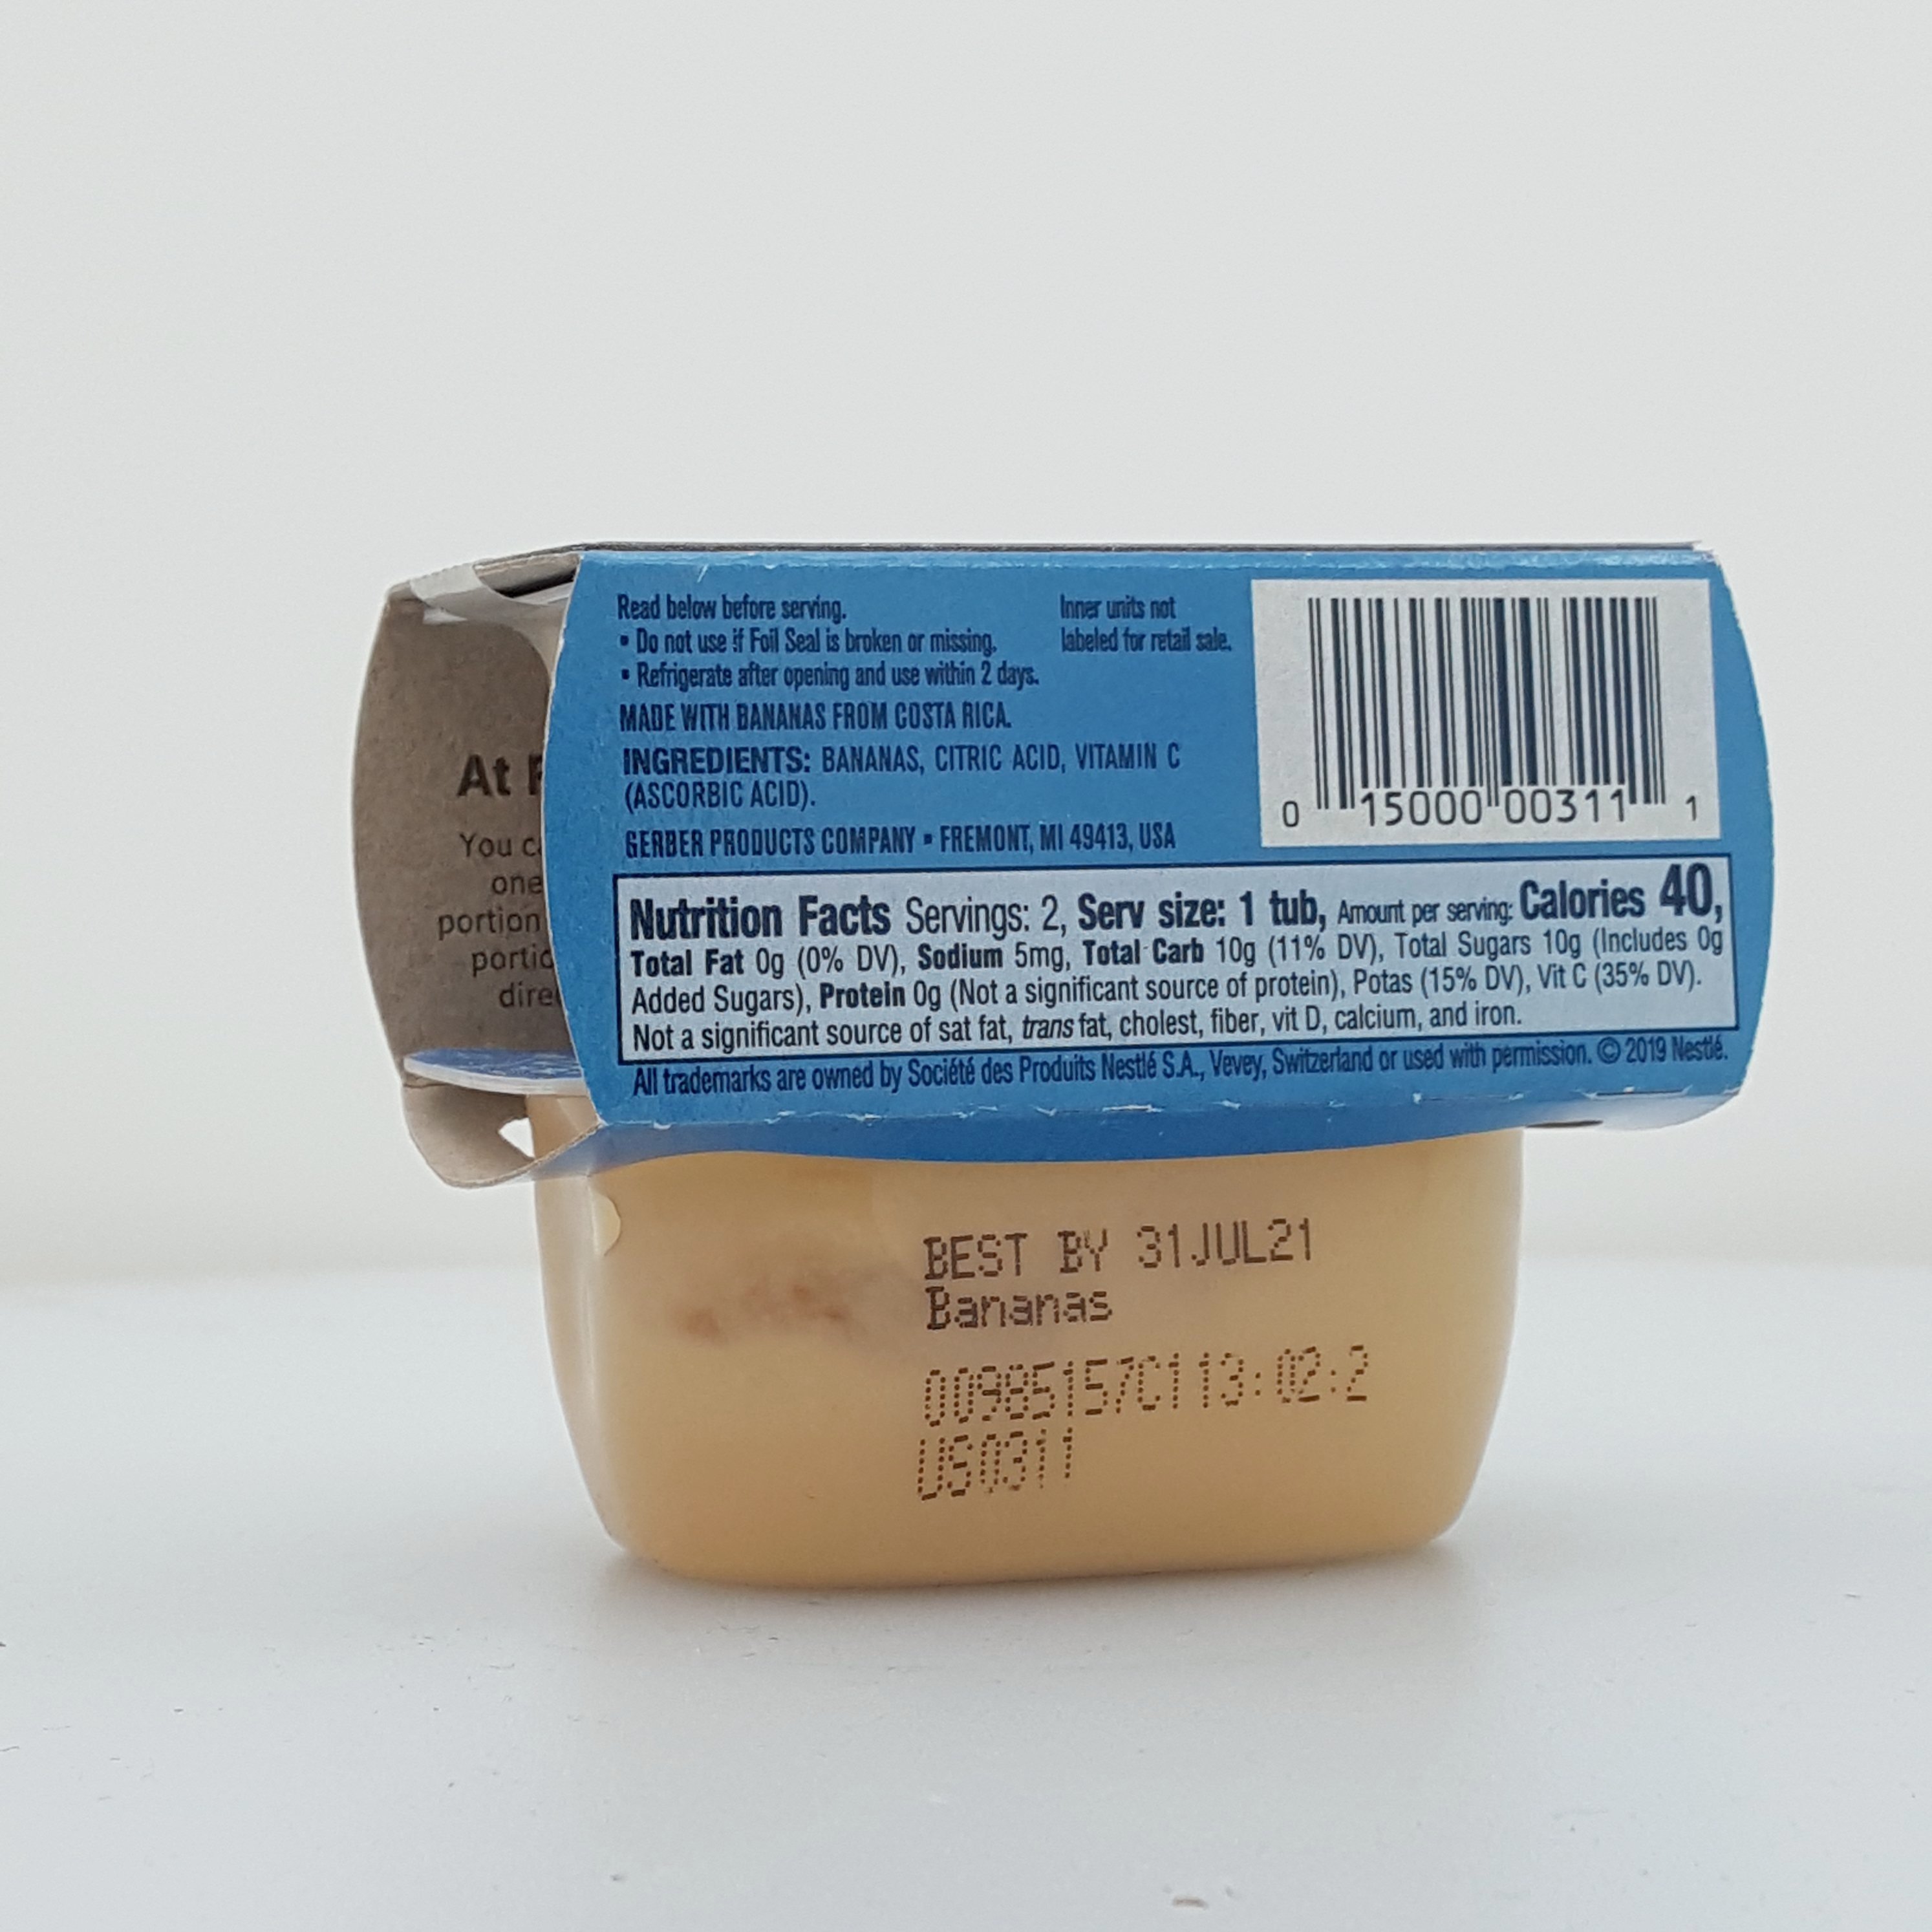 Read below before serving.
• Do not use if Foil Seal is broken or missing.
• Refrigerate after opening and use within 2 days.
Inner units not
labeled for retail sale.
MADE WITH BANANAS FROM COSTA RICA.
INGREDIENTS: BANANAS, CITRIC ACID, VITAMIN C
(ASCORBIC ACID).
GERBER PRODUCTS COMPANY • FREMONT, MI 49413, USA
0 15000 00311 1
Nutrition Facts Servings: 2, Serv size: 1 tub, Amount per serving: Calories 40,
Total Fat 0g (0% DV), Sodium 5mg, Total Carb 10g (11% DV), Total Sugars 10g (Includes 0g
Added Sugars), Protein 0g (Not a significant source of protein), Potas (15% DV), Vit C (35% DV).
Not a significant source of sat fat, trans fat, cholest, fiber, vit D, calcium, and iron.
All trademarks are owned by Société des Produits Nestlé S.A., Vevey, Switzerland or used with permission. © 2019 Nestlé.
At
You
one
portion
BEST BY 31JUL21
Bananas
00985157C1 13:02:2
US0311